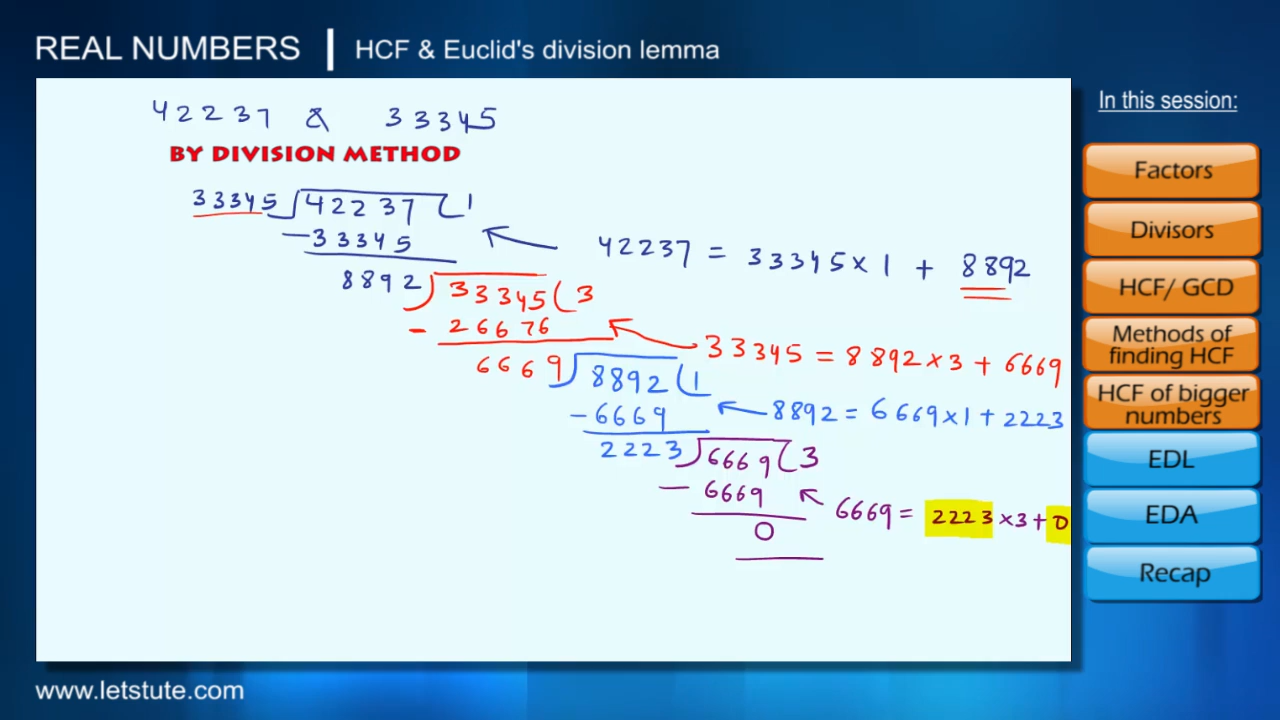 REAL NUMBERS | HCF & Euclid's division lemma
42237 & 33345
BY DIVISION METHOD
33345 42237 1
-33345
42237 = 33345 × 1 + 8892
8892 33345 3
- 26676
33345 = 8892 × 3 + 6669
6669 8892 1
-6669
8892 = 6669 × 1 + 2223
2223 6669 3
- 6669
6669 = 2223 × 3 + 0
0
In this session:
Factors
Divisors
HCF/ GCD
Methods of
finding HCF
HCF of bigger
numbers
EDL
EDA
Recap
www.letstute.com